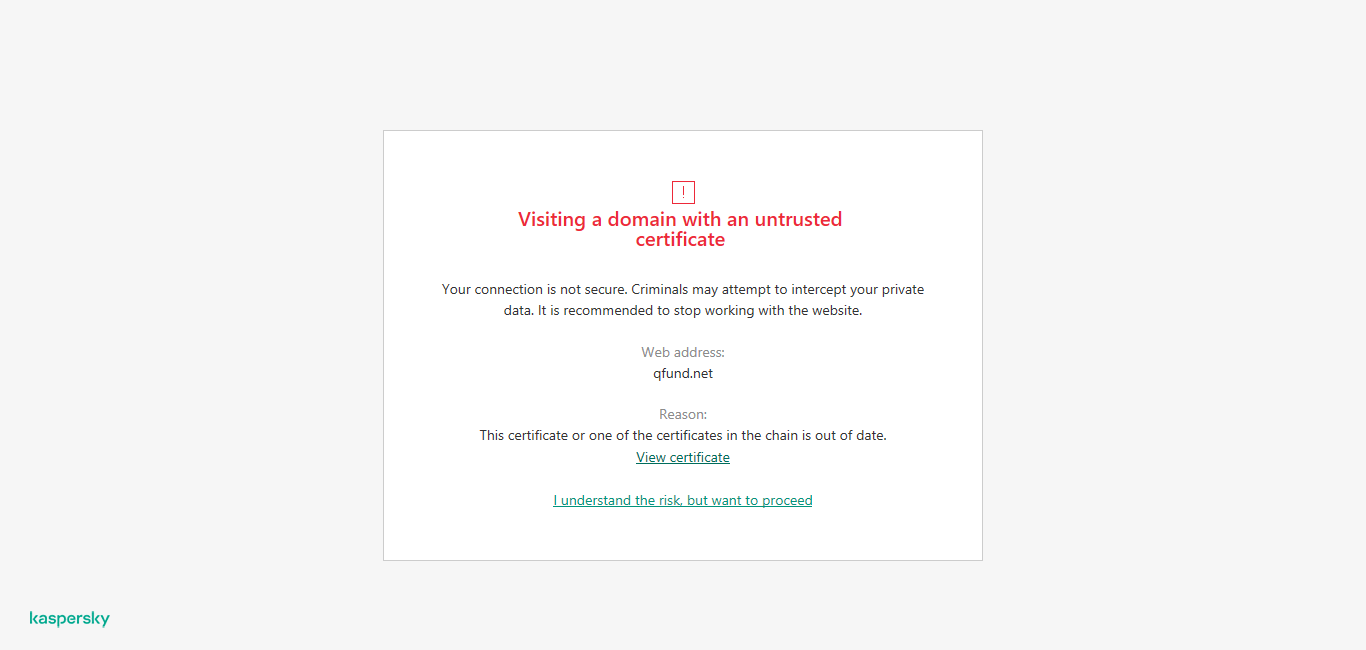 !
Visiting a domain with an untrusted
certificate
Your connection is not secure. Criminals may attempt to intercept your private
data. It is recommended to stop working with the website.
Web address:
qfund.net
Reason:
This certificate or one of the certificates in the chain is out of date.
View certificate
I understand the risk, but want to proceed
kaspersky